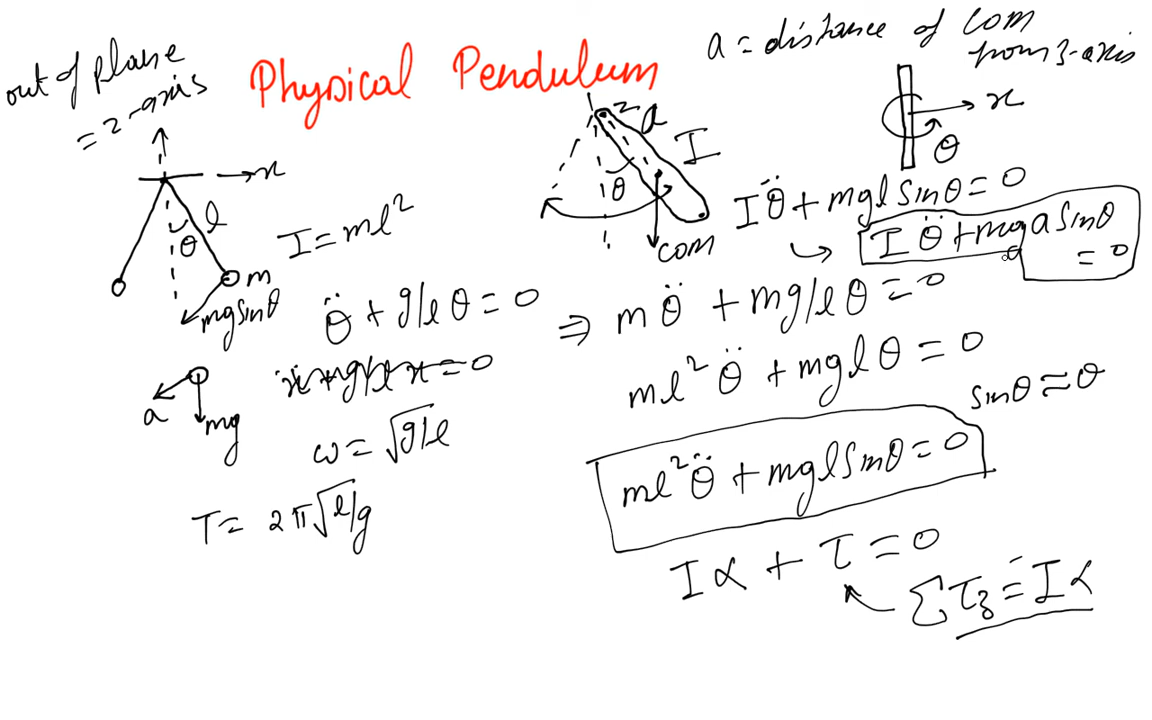 out of plane
= z-axis
Physical Pendulum
a = distance of com
from z-axis
x
l
θ
m
mg sinθ
I = ml²
θ̈ + g/l θ = 0
ẍ + g/l x = 0
ω = √g/l
T = 2π√l/g
a
mg
z
a
I
θ
com
x
θ
Iθ̈ + mgl sinθ = 0
↳ Iθ̈ + mg a sinθ
= 0
⇒ mθ̈ + mg/l θ = 0
ml²θ̈ + mglθ = 0
sinθ ≈ θ
ml²θ̈ + mgl sinθ = 0
Iα + τ = 0
Στz = Iα